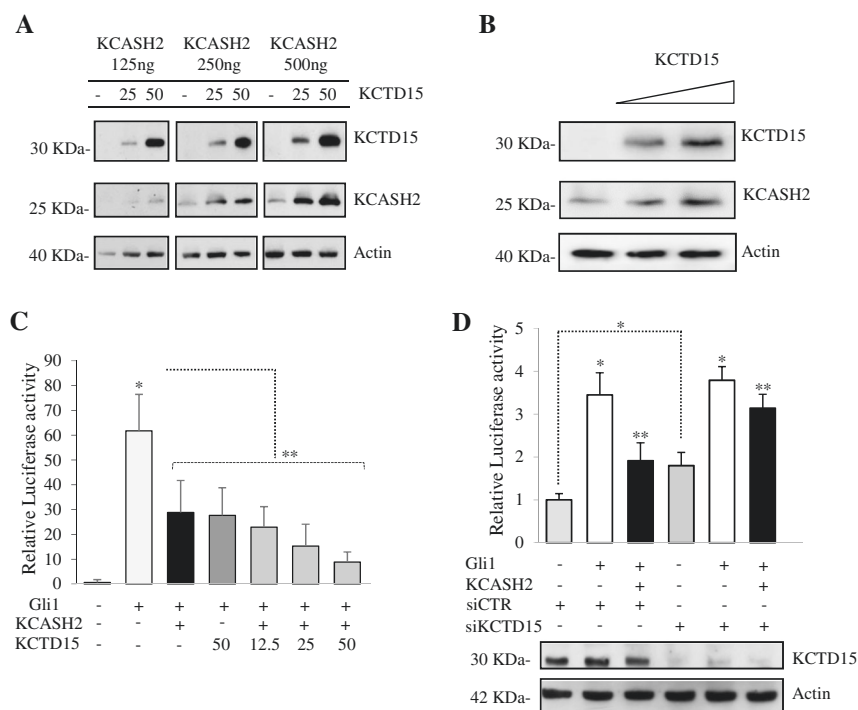 A
KCASH2 KCASH2 KCASH2
125ng 250ng 500ng
- 25 50 - 25 50 - 25 50 KCTD15
30 KDa- KCTD15
25 KDa- KCASH2
40 KDa- Actin
B
KCTD15
30 KDa- KCTD15
25 KDa- KCASH2
40 KDa- Actin
C
Relative Luciferase activity
90
80
70
60
50
40
30
20
10
0
*
**
Gli1 - + + + + + +
KCASH2 - - + - + + +
KCTD15 - - - 50 12.5 25 50
D
Relative Luciferase activity
5
4
3
2
1
0
*
* ** * **
Gli1 - + + - + +
KCASH2 - - + - - +
siCTR + + + - - -
siKCTD15 - - - + + +
30 KDa- KCTD15
42 KDa- Actin